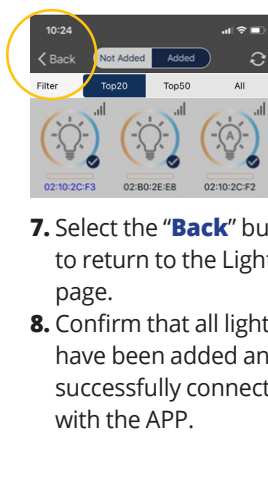 10:24
Back Not Added Added
Filter Top20 Top50 All
A
02:10:2C:F3 02:B0:2E:E8 02:10:2C:F2
7. Select the “Back” bu
to return to the Light
page.
8. Confirm that all light
have been added an
successfully connect
with the APP.